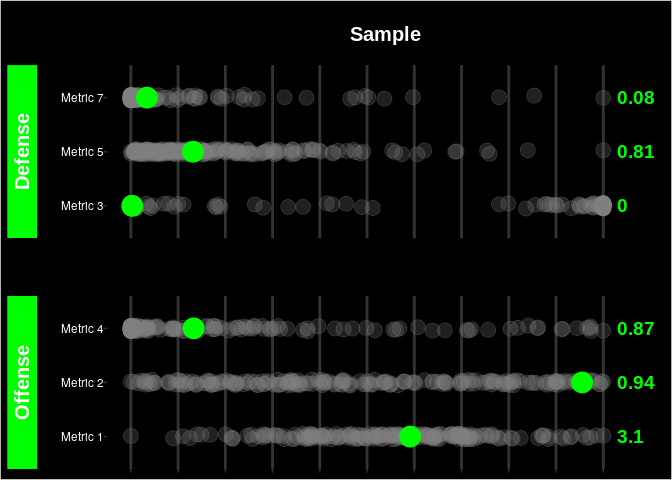 Sample
Defense
Metric 7 0.08
Metric 5 0.81
Metric 3 0
Offense
Metric 4 0.87
Metric 2 0.94
Metric 1 3.1